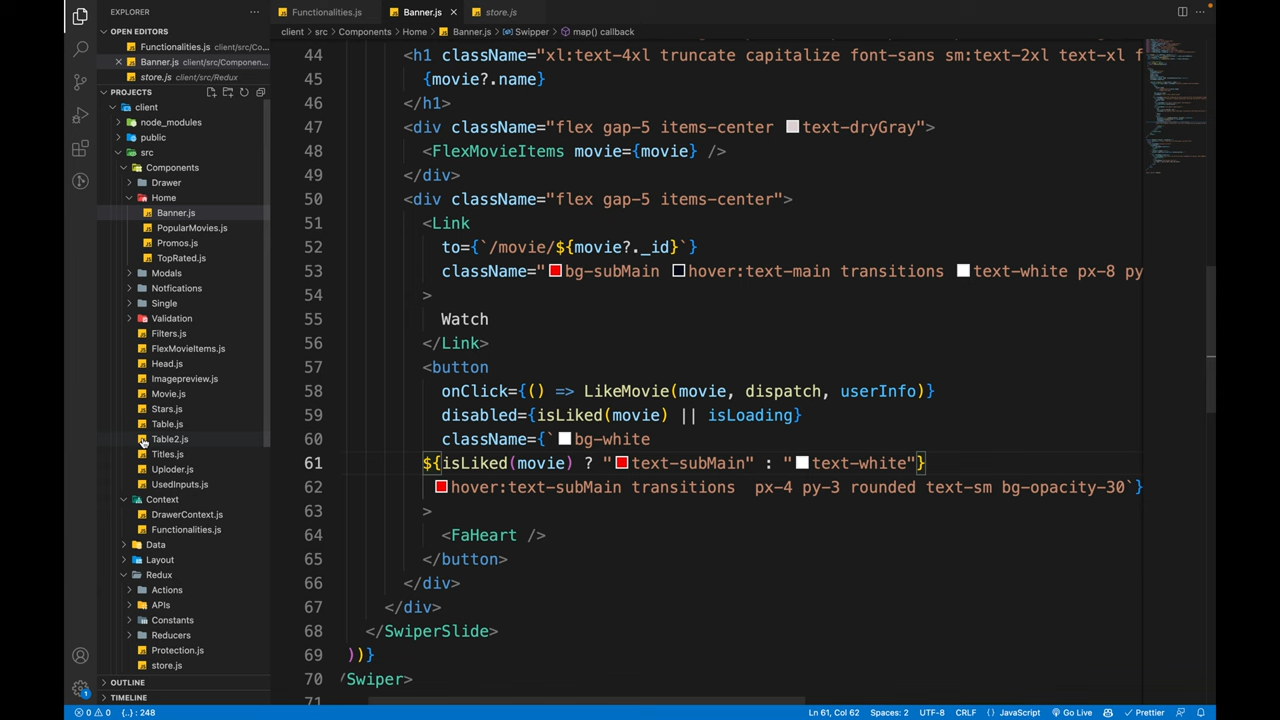 EXPLORER
OPEN EDITORS
Functionalities.js client/src/Co...
Banner.js client/src/Componen...
store.js client/src/Redux
PROJECTS
client
node_modules
public
src
Components
Drawer
Home
Banner.js
PopularMovies.js
Promos.js
TopRated.js
Modals
Notfications
Single
Validation
Filters.js
FlexMovieItems.js
Head.js
Imagepreview.js
Movie.js
Stars.js
Table.js
Table2.js
Titles.js
Uploder.js
UsedInputs.js
Context
DrawerContext.js
Functionalities.js
Data
Layout
Redux
Actions
APIs
Constants
Reducers
Protection.js
store.js
OUTLINE
TIMELINE
Functionalities.js Banner.js store.js
client > src > Components > Home > Banner.js > Swipper > map() callback
44 <h1 className="xl:text-4xl truncate capitalize font-sans sm:text-2xl text-xl f
45 {movie?.name}
46 </h1>
47 <div className="flex gap-5 items-center text-dryGray">
48 <FlexMovieItems movie={movie} />
49 </div>
50 <div className="flex gap-5 items-center">
51 <Link
52 to={`/movie/${movie?._id}`}
53 className="bg-subMain hover:text-main transitions text-white px-8 py
54 >
55 Watch
56 </Link>
57 <button
58 onClick={() => LikeMovie(movie, dispatch, userInfo)}
59 disabled={isLiked(movie) || isLoading}
60 className={`bg-white
61 ${isLiked(movie) ? "text-subMain" : "text-white"}
62 hover:text-subMain transitions  px-4 py-3 rounded text-sm bg-opacity-30`}
63 >
64 <FaHeart />
65 </button>
66 </div>
67 </div>
68 </SwiperSlide>
69 ))}
70 /Swiper>
71
1
0 0 {..} : 248 Ln 61, Col 62 Spaces: 2 UTF-8 CRLF {} JavaScript Go Live Prettier